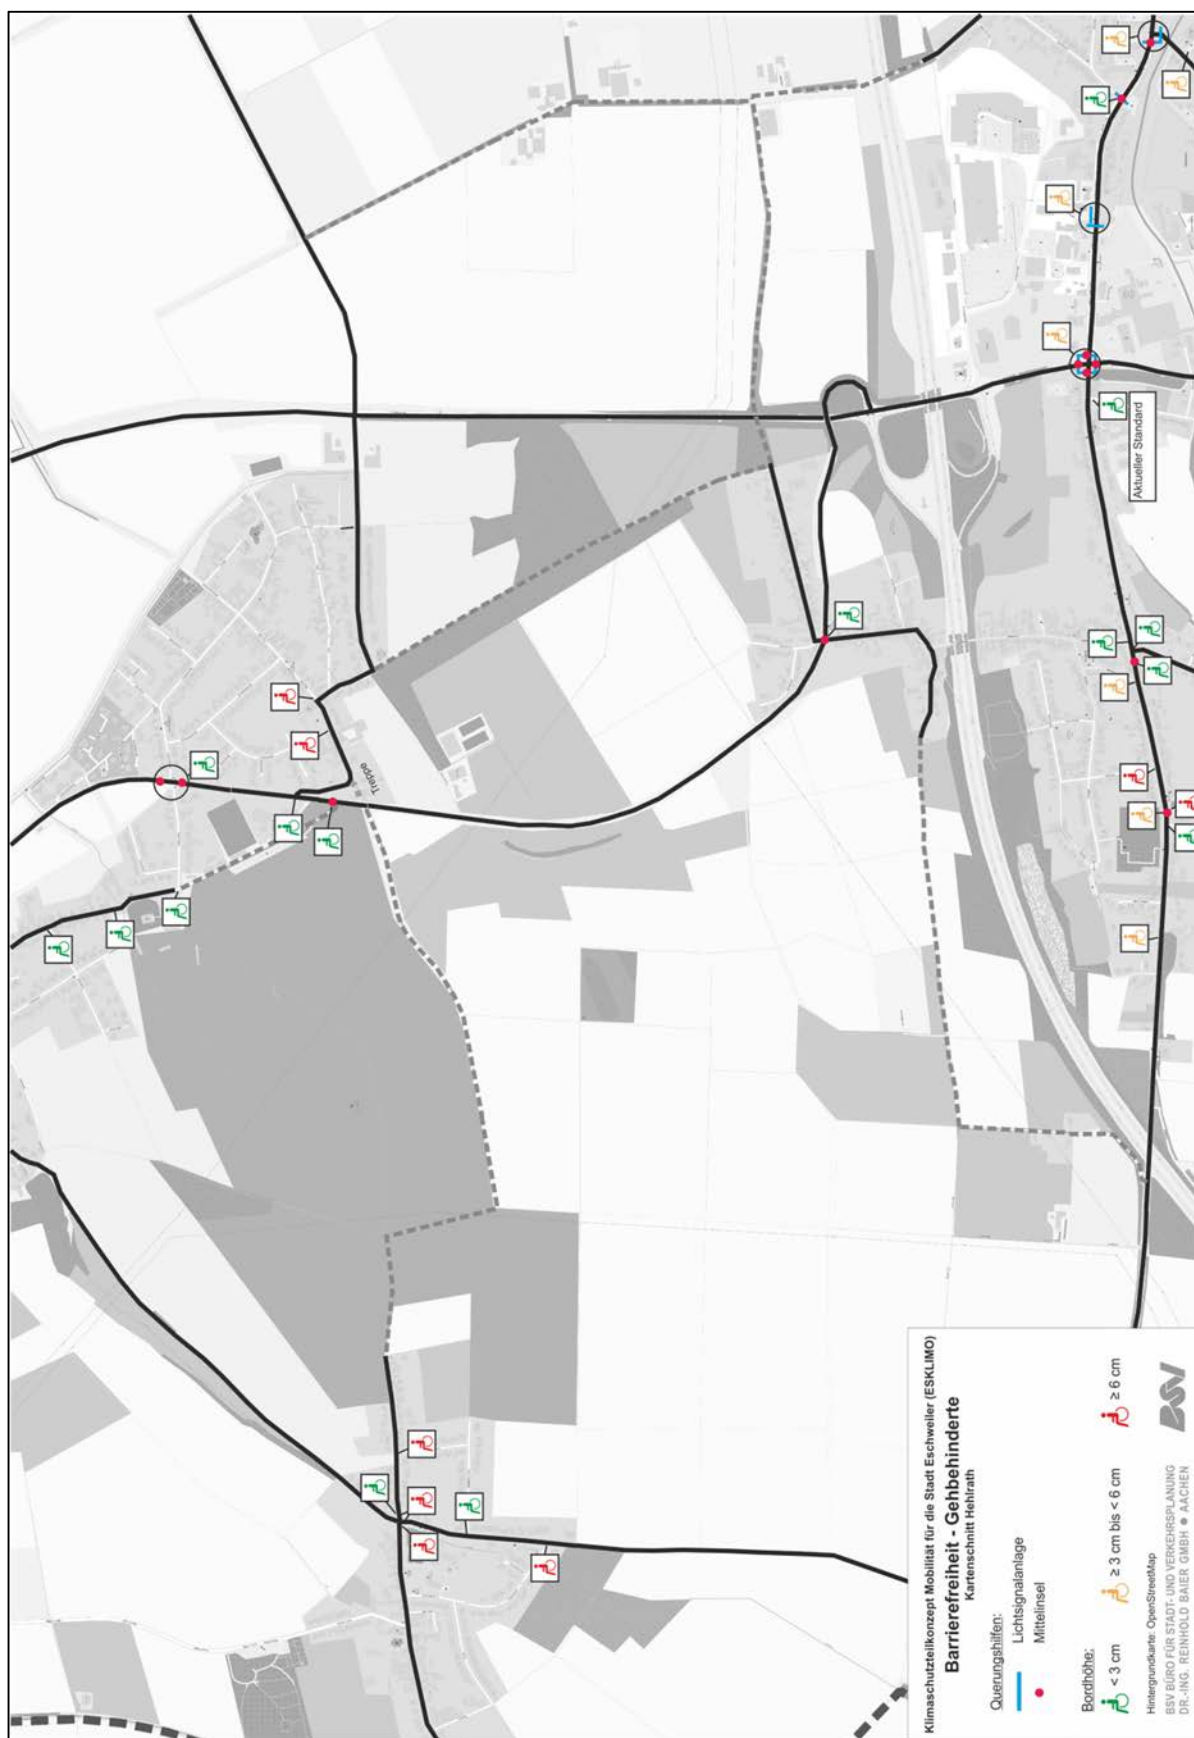 Treppe
Aktueller Standard
Klimaschutzteilkonzept Mobilität für die Stadt Eschweiler (ESKLIMO)
Barrierefreiheit - Gehbehinderte
Kartenschnitt Hehlrath
Querungshilfen:
Lichtsignalanlage
Mittelinsel
Bordhöhe:
< 3 cm
≥ 3 cm bis < 6 cm
≥ 6 cm
Hintergrundkarte: OpenStreetMap
BSV BÜRO FÜR STADT- UND VERKEHRSPLANUNG
DR.-ING. REINHOLD BAIER GMBH ● AACHEN
BSV